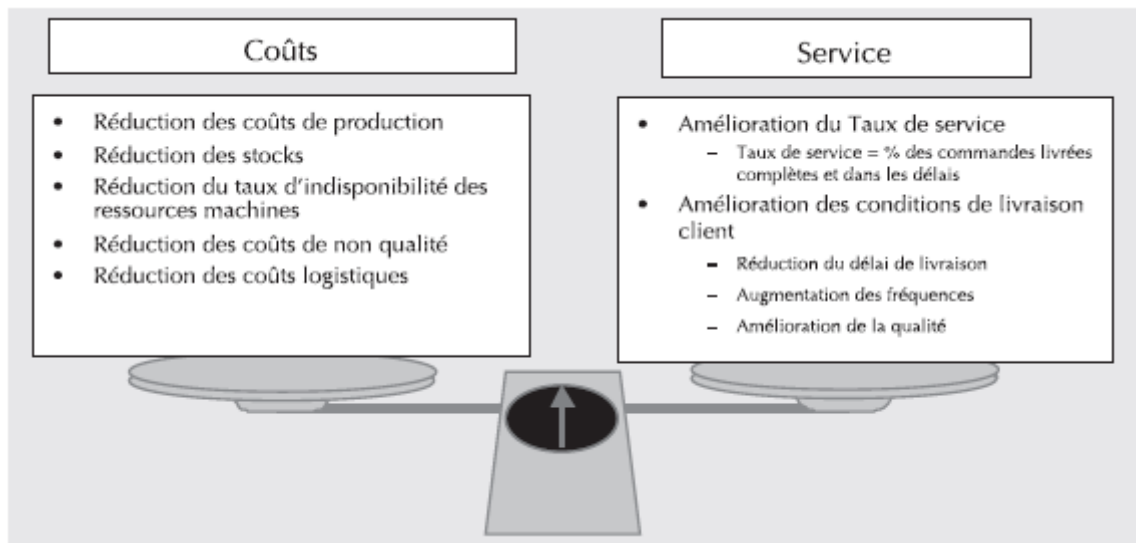 Coûts
• Réduction des coûts de production
• Réduction des stocks
• Réduction du taux d'indisponibilité des
ressources machines
• Réduction des coûts de non qualité
• Réduction des coûts logistiques
Service
• Amélioration du Taux de service
– Taux de service = % des commandes livrées
complètes et dans les délais
• Amélioration des conditions de livraison
client
– Réduction du délai de livraison
– Augmentation des fréquences
– Amélioration de la qualité